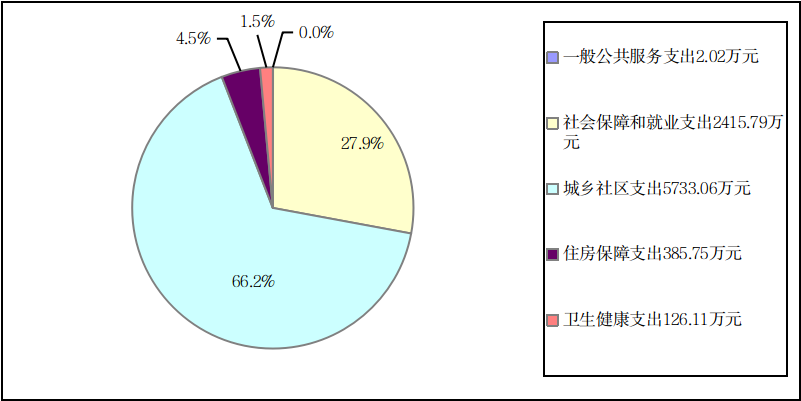 1.5%
4.5%
0.0%
27.9%
66.2%
一般公共服务支出2.02万元
社会保障和就业支出2415.79万
元
城乡社区支出5733.06万元
住房保障支出385.75万元
卫生健康支出126.11万元